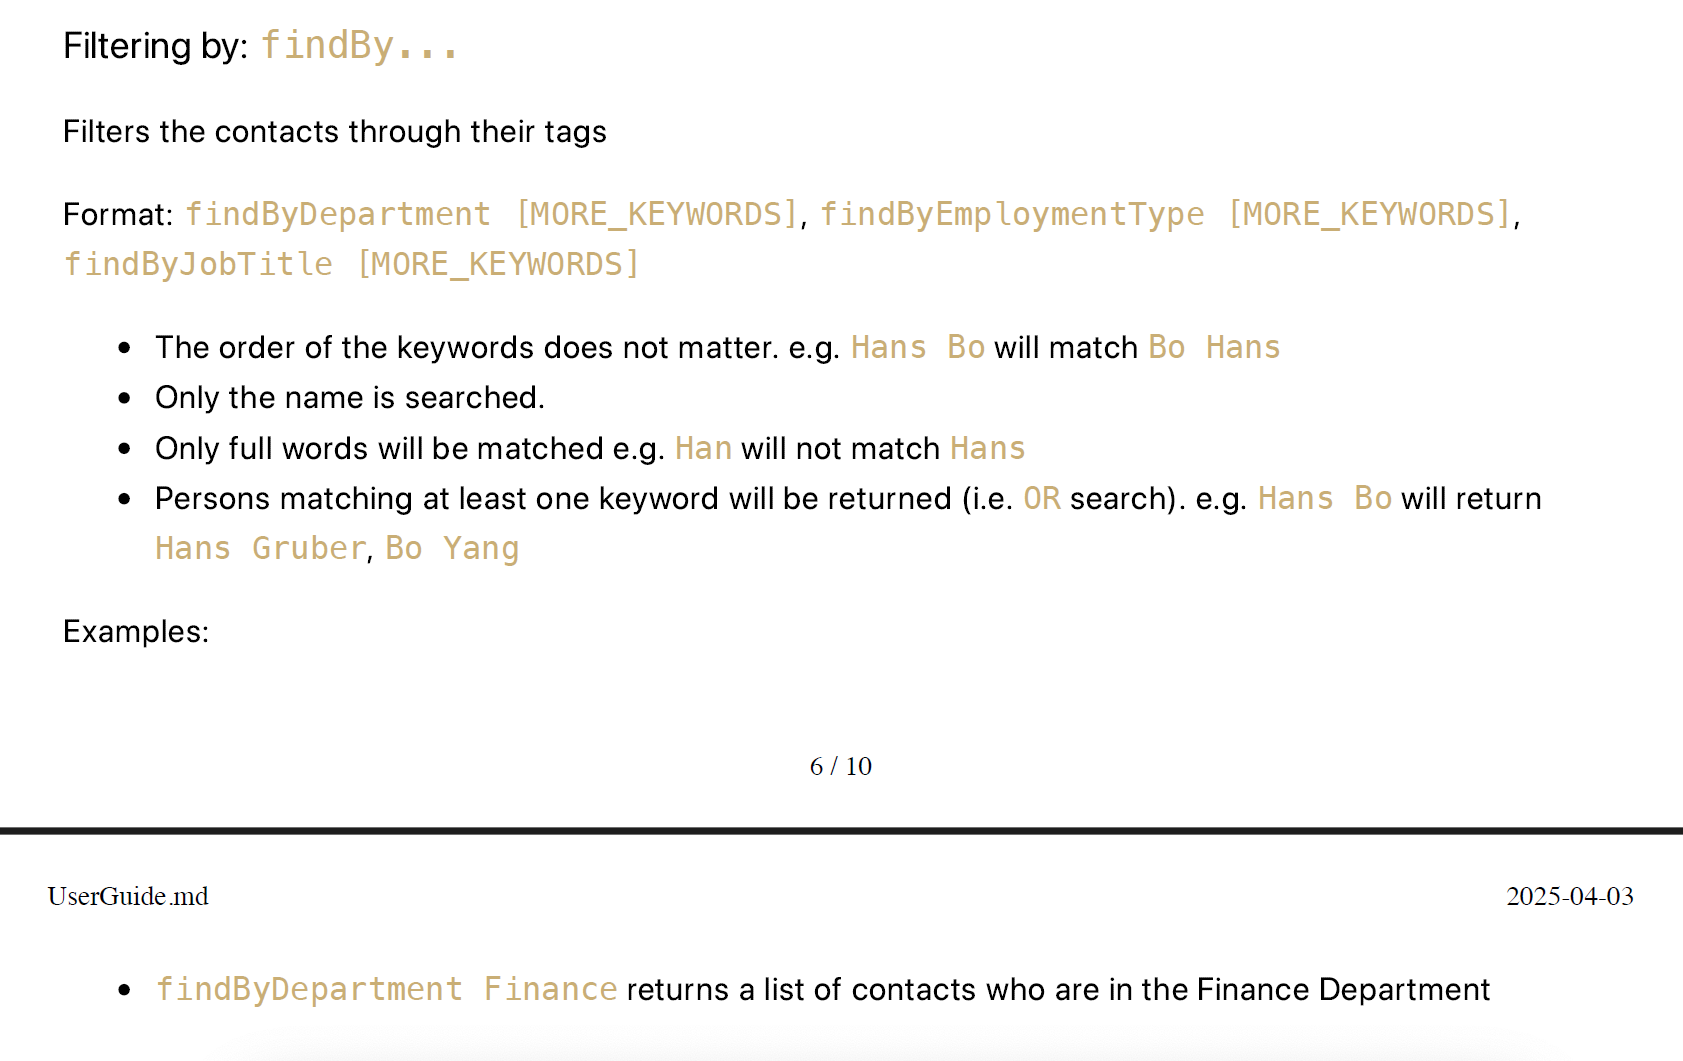 Filtering by: findBy...
Filters the contacts through their tags
Format: findByDepartment [MORE_KEYWORDS], findByEmploymentType [MORE_KEYWORDS],
findByJobTitle [MORE_KEYWORDS]
• The order of the keywords does not matter. e.g. Hans Bo will match Bo Hans
• Only the name is searched.
• Only full words will be matched e.g. Han will not match Hans
• Persons matching at least one keyword will be returned (i.e. OR search). e.g. Hans Bo will return
Hans Gruber, Bo Yang
Examples:
6 / 10
UserGuide.md 2025-04-03
• findByDepartment Finance returns a list of contacts who are in the Finance Department